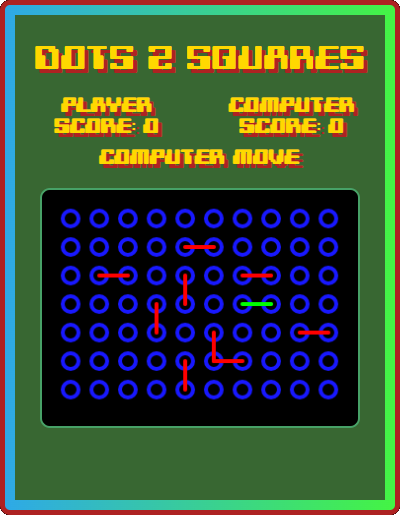 DOTS 2 SQUARES
PLAYER
SCORE: 0
COMPUTER
SCORE: 0
COMPUTER MOVE